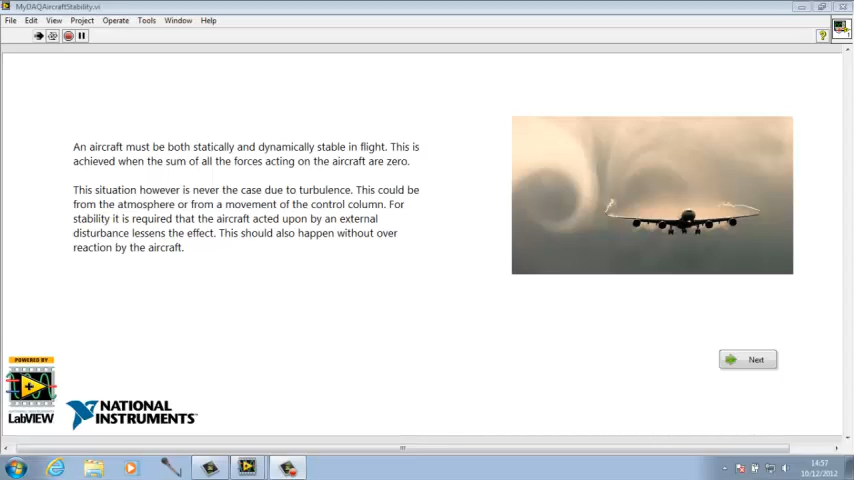 MyDAQAircraftStability.vi
File Edit View Project Operate Tools Window Help
An aircraft must be both statically and dynamically stable in flight. This is
achieved when the sum of all the forces acting on the aircraft are zero.
This situation however is never the case due to turbulence. This could be
from the atmosphere or from a movement of the control column. For
stability it is required that the aircraft acted upon by an external
disturbance lessens the effect. This should also happen without over
reaction by the aircraft.
Next
POWERED BY
LabVIEW
NATIONAL
INSTRUMENTS
14:57
10/12/2012